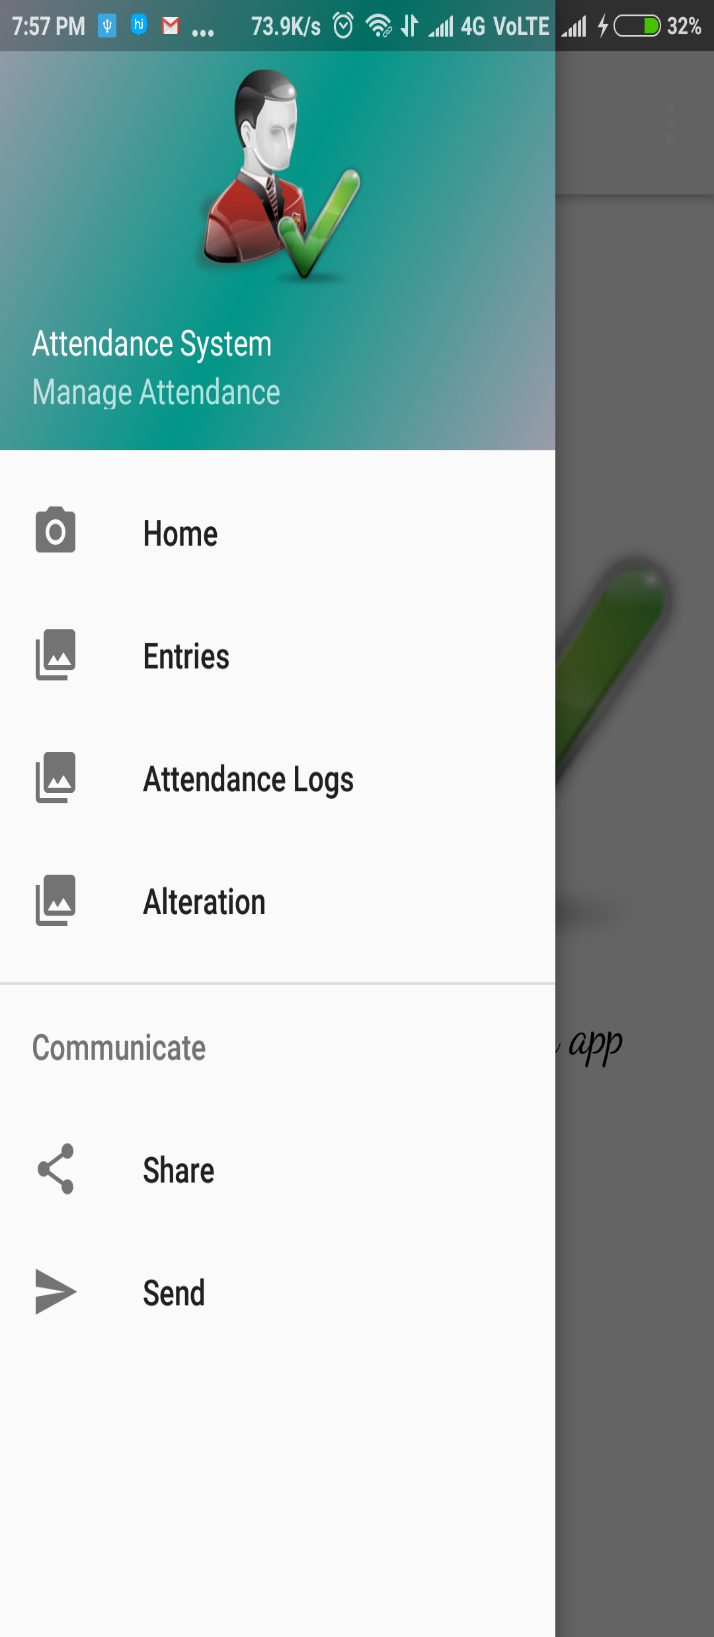 7:57 PM hi ... 73.9K/s 4G VoLTE 32%
Attendance System
Manage Attendance
Home
Entries
Attendance Logs
Alteration
Communicate
app
Share
Send